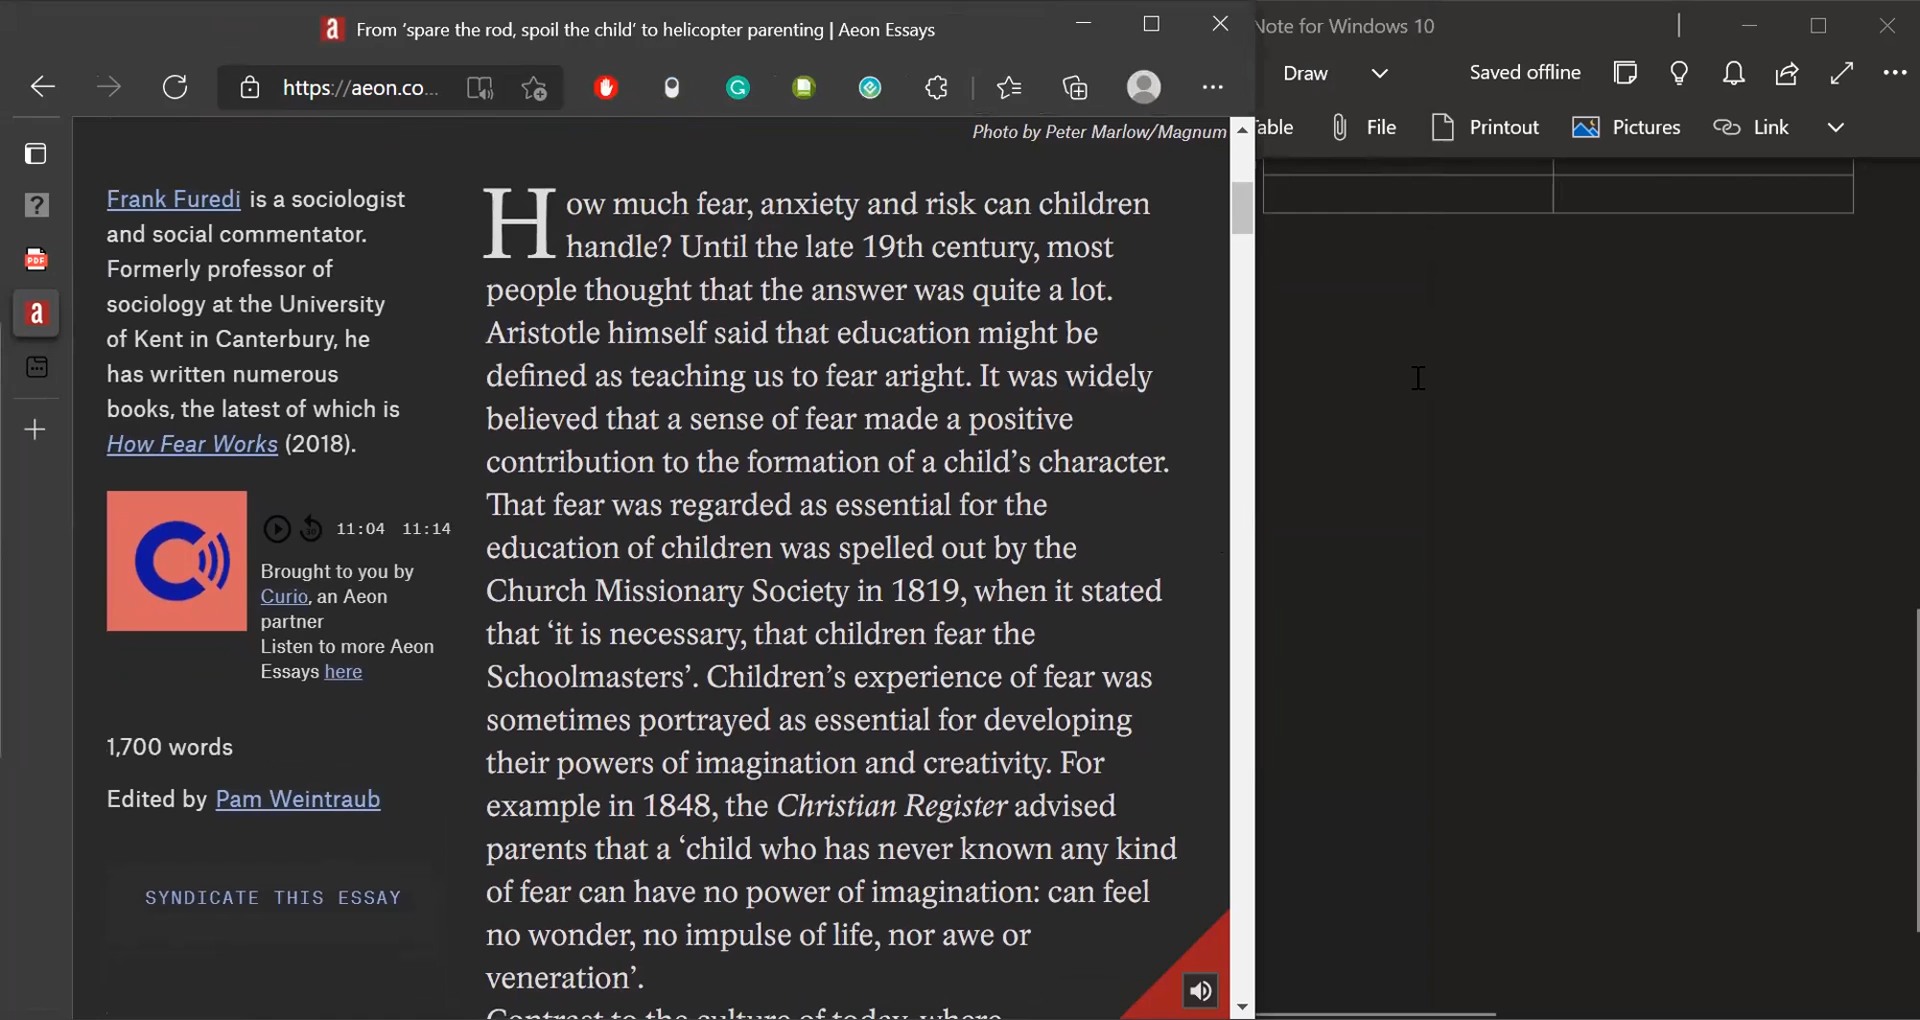 From ‘spare the rod, spoil the child’ to helicopter parenting | Aeon Essays
https://aeon.co...
Note for Windows 10
Draw
Saved offline
File
Printout
Pictures
Link
Photo by Peter Marlow/Magnum
Frank Furedi is a sociologist
and social commentator.
Formerly professor of
sociology at the University
of Kent in Canterbury, he
has written numerous
books, the latest of which is
How Fear Works (2018).
11:04 11:14
Brought to you by
Curio, an Aeon
partner
Listen to more Aeon
Essays here
1,700 words
Edited by Pam Weintraub
SYNDICATE THIS ESSAY
How much fear, anxiety and risk can children
handle? Until the late 19th century, most
people thought that the answer was quite a lot.
Aristotle himself said that education might be
defined as teaching us to fear aright. It was widely
believed that a sense of fear made a positive
contribution to the formation of a child’s character.
That fear was regarded as essential for the
education of children was spelled out by the
Church Missionary Society in 1819, when it stated
that ‘it is necessary, that children fear the
Schoolmasters’. Children’s experience of fear was
sometimes portrayed as essential for developing
their powers of imagination and creativity. For
example in 1848, the Christian Register advised
parents that a ‘child who has never known any kind
of fear can have no power of imagination: can feel
no wonder, no impulse of life, nor awe or
veneration’.
Contrast to the culture of today, where